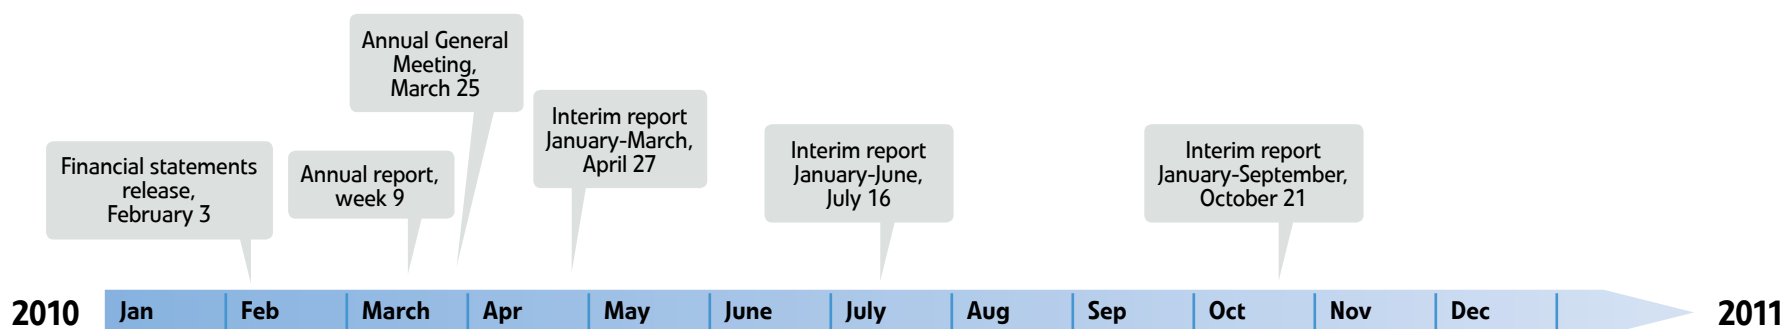 Annual General
Meeting,
March 25
Interim report
January-March,
April 27
Financial statements
release,
February 3
Annual report,
week 9
Interim report
January-June,
July 16
Interim report
January-September,
October 21
2010 Jan Feb March Apr May June July Aug Sep Oct Nov Dec 2011